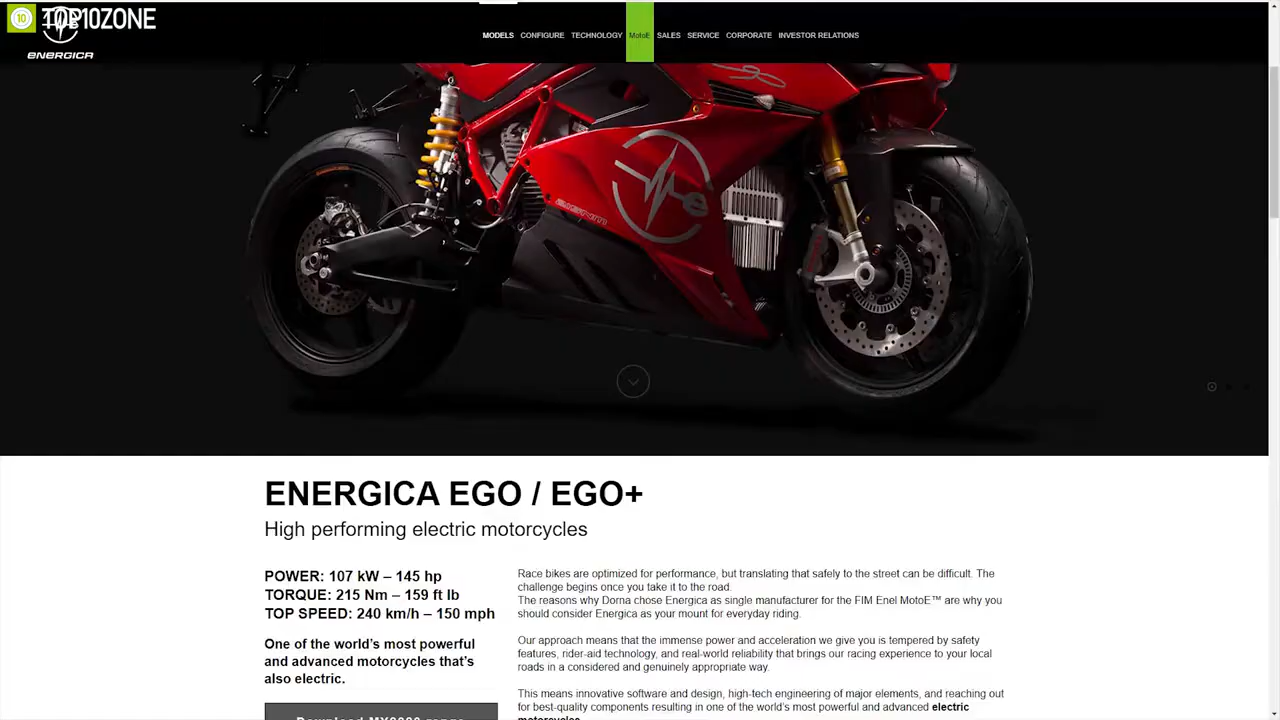 10 TOP10ZONE
ENERGICA
MODELS CONFIGURE TECHNOLOGY MotoE SALES SERVICE CORPORATE INVESTOR RELATIONS
ENERGICA EGO / EGO+
High performing electric motorcycles
POWER: 107 kW – 145 hp
TORQUE: 215 Nm – 159 ft lb
TOP SPEED: 240 km/h – 150 mph
One of the world's most powerful
and advanced motorcycles that's
also electric.
Race bikes are optimized for performance, but translating that safely to the street can be difficult. The
challenge begins once you take it to the road.
The reasons why Dorna chose Energica as single manufacturer for the FIM Enel MotoE™ are why you
should consider Energica as your mount for everyday riding.
Our approach means that the immense power and acceleration we give you is tempered by safety
features, rider-aid technology, and real-world reliability that brings our racing experience to your local
roads in a considered and genuinely appropriate way.
This means innovative software and design, high-tech engineering of major elements, and reaching out
for best-quality components resulting in one of the world's most powerful and advanced electric
motorcycles